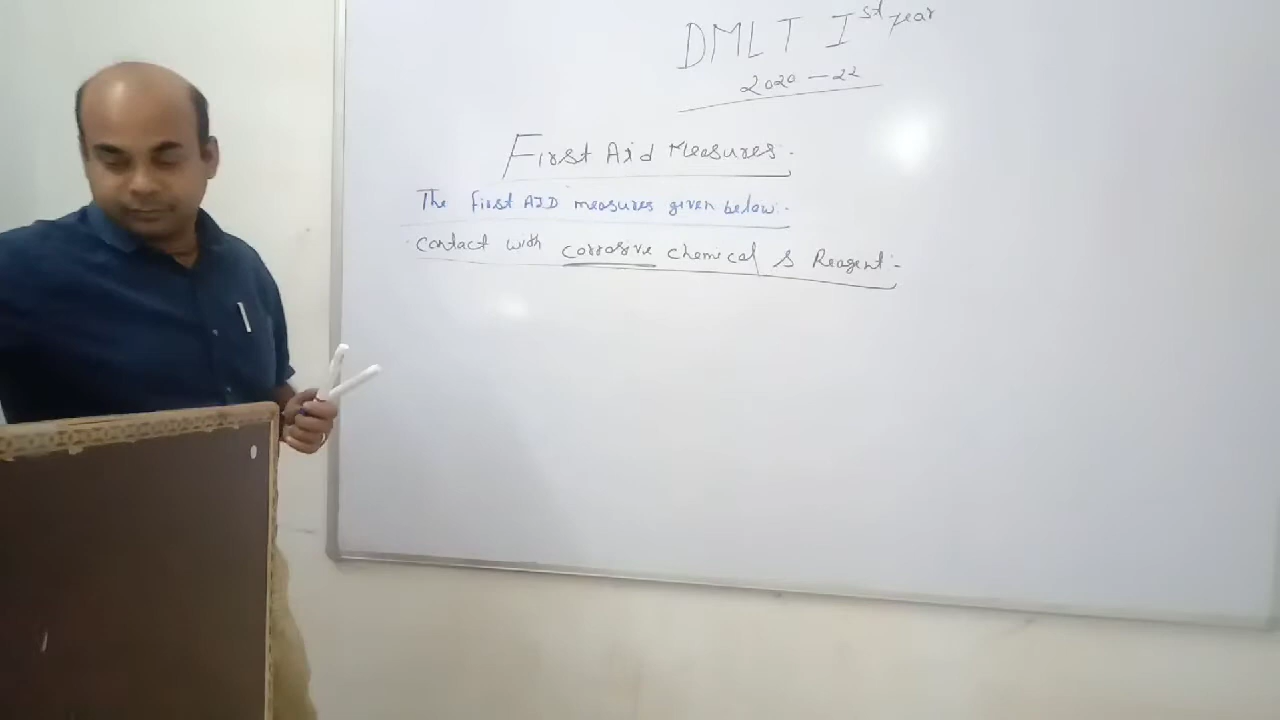 DMLT Ist year
2020-22
First Aid Measures.
The First AID measures given below:-
Contact with corrosive chemical & Reagent:-